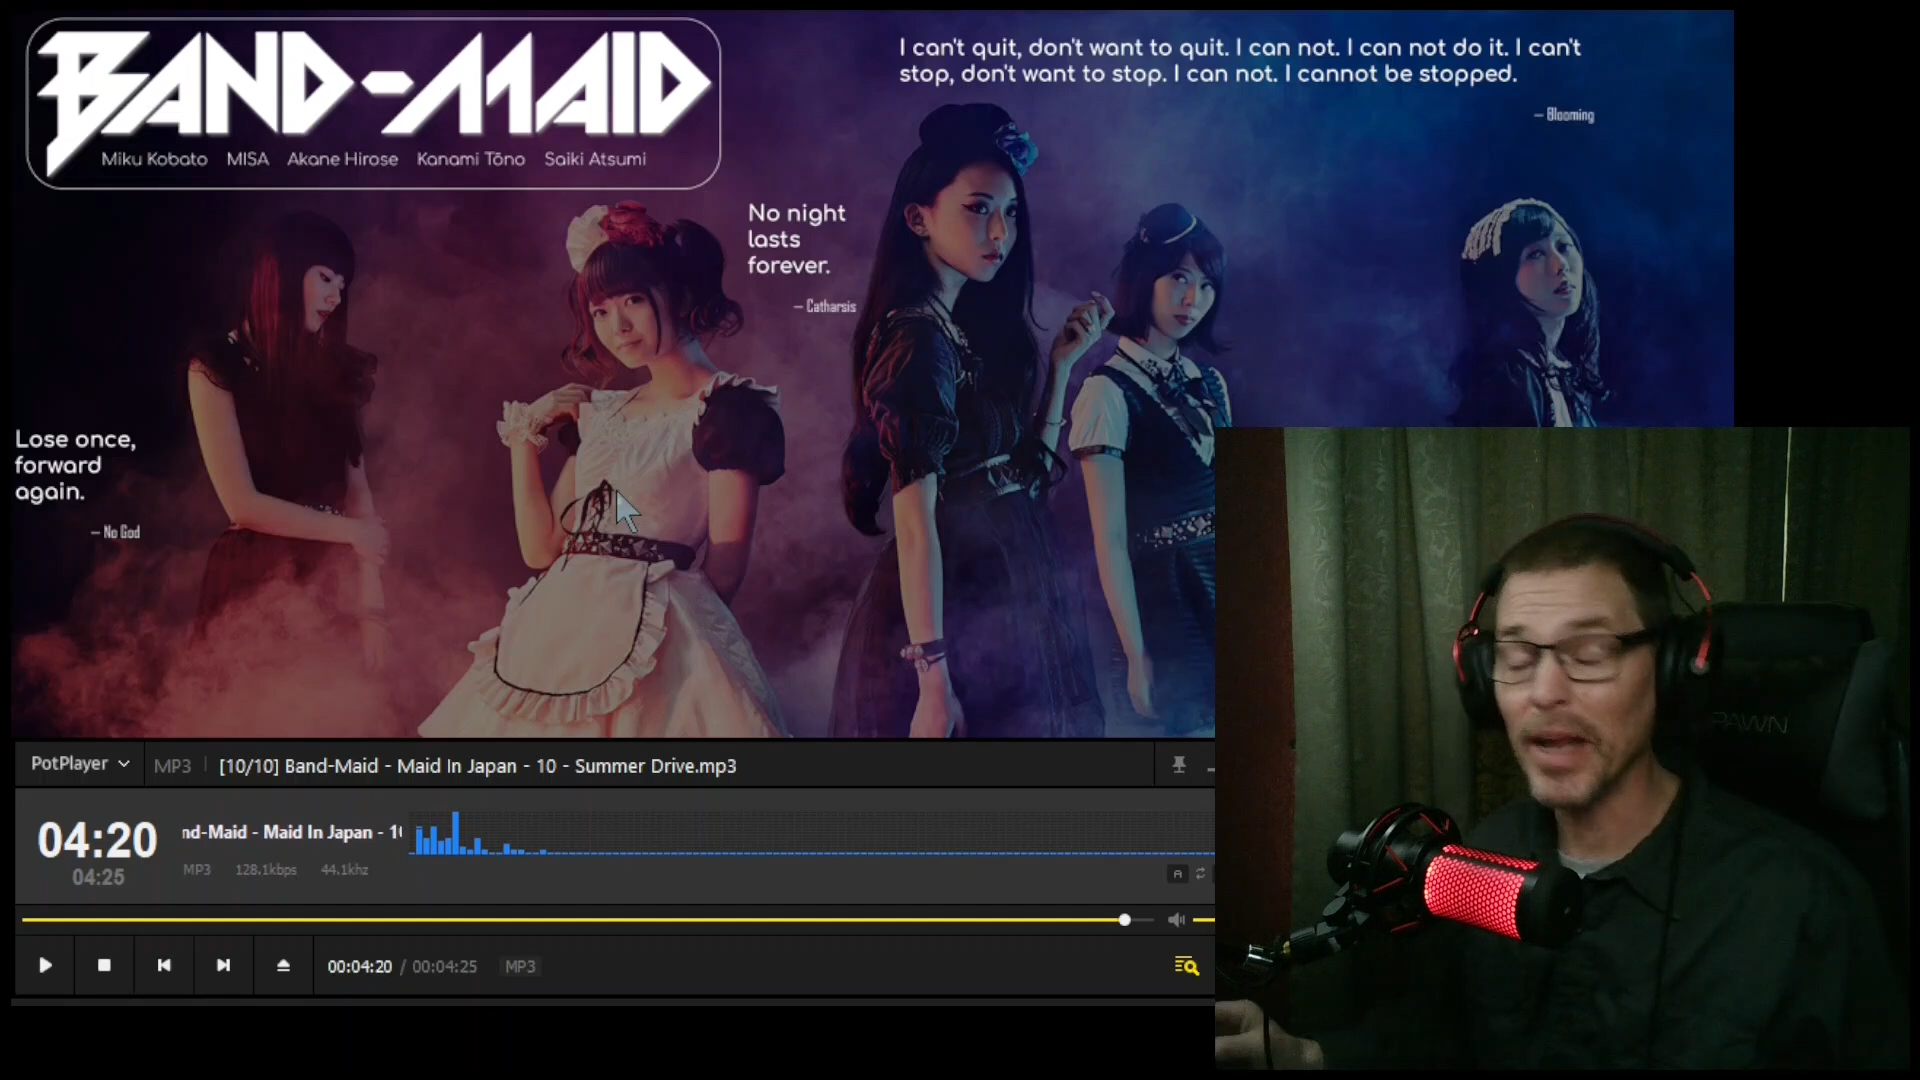 BAND-MAID
Miku Kobato MISA Akane Hirose Kanami Tōno Saiki Atsumi
I can't quit, don't want to quit. I can not. I can not do it. I can't
stop, don't want to stop. I can not. I cannot be stopped.
– Blooming
No night
lasts
forever.
– Catharsis
Lose once,
forward
again.
– No God
PotPlayer MP3 [10/10] Band-Maid - Maid In Japan - 10 - Summer Drive.mp3
04:20
04:25
nd-Maid - Maid In Japan - 1
MP3 128.1kbps 44.1khz
A
00:04:20 / 00:04:25 MP3
PAWN